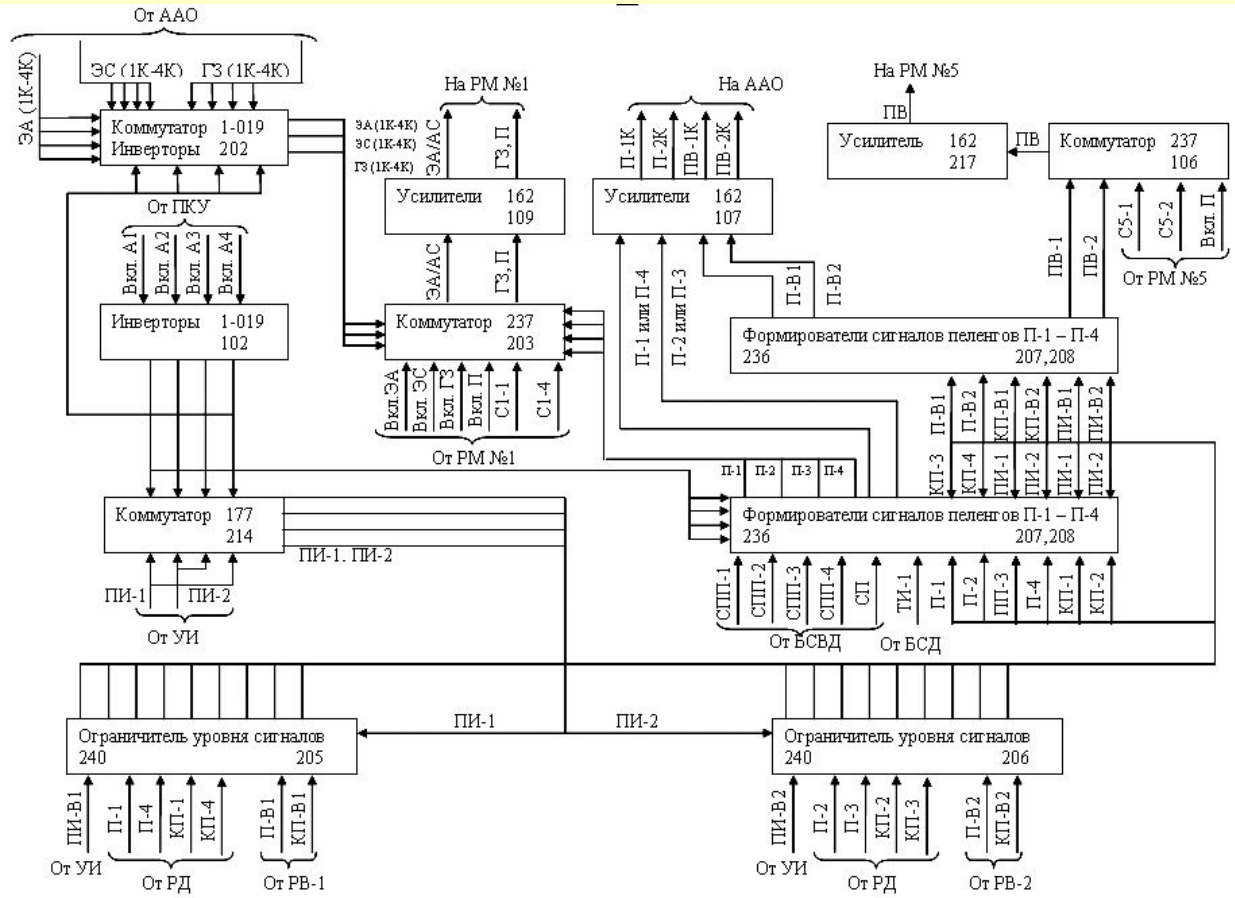 От ААО
ЭА (1К-4К)
ЭС (1К-4К)
ГЗ (1К-4К)
Коммутатор 1-019
Инверторы 202
ЭА (1К-4К)
ЭС (1К-4К)
ГЗ (1К-4К)
На РМ №1
ЭА/АС
ГЗ, П
Усилители 162
109
ЭА/АС
ГЗ, П
На ААО
П-1К
П-2К
ПВ-1К
ПВ-2К
Усилители 162
107
На РМ №5
ПВ
Усилитель 162
217
ПВ
Коммутатор 237
106
С5-1
С5-2
Вкл. П
От РМ №5
ПВ-1
ПВ-2
От ПКУ
Вкл. А1
Вкл. А2
Вкл. А3
Вкл. А4
Инверторы 1-019
102
Коммутатор 237
203
Вкл.ЭА
Вкл. ЭС
Вкл. ГЗ
Вкл. П
С1-1
С1-4
От РМ №1
П-1 или П-4
П-2 или П-3
П-В1
П-В2
Формирователи сигналов пеленгов П-1 – П-4
236 207,208
П-В1
П-В2
КП-В1
КП-В2
ПИ-В1
ПИ-В2
КП-3
КП-4
ПИ-1
ПИ-2
ПИ-1
ПИ-2
П-1
П-2
П-3
П-4
Формирователи сигналов пеленгов П-1 – П-4
236 207,208
СПП-1
СПП-2
СПП-3
СПП-4
СП
ТИ-1
П-1
П-2
ПП-3
П-4
КП-1
КП-2
От БСВД
От БСД
Коммутатор 177
214
ПИ-1. ПИ-2
ПИ-1
ПИ-2
От УИ
ПИ-1
ПИ-2
Ограничитель уровня сигналов
240 205
ПИ-В1
П-1
П-4
КП-1
КП-4
П-В1
КП-В1
От УИ
От РД
От РВ-1
Ограничитель уровня сигналов
240 206
ПИ-В2
П-2
П-3
КП-2
КП-3
П-В2
КП-В2
От УИ
От РД
От РВ-2